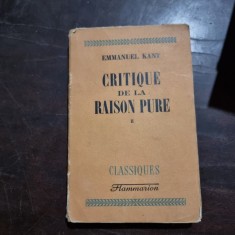 EMMANUEL KANT
CRITIQUE
DE LA
RAISON PURE
CLASSIQUES
Flammarion